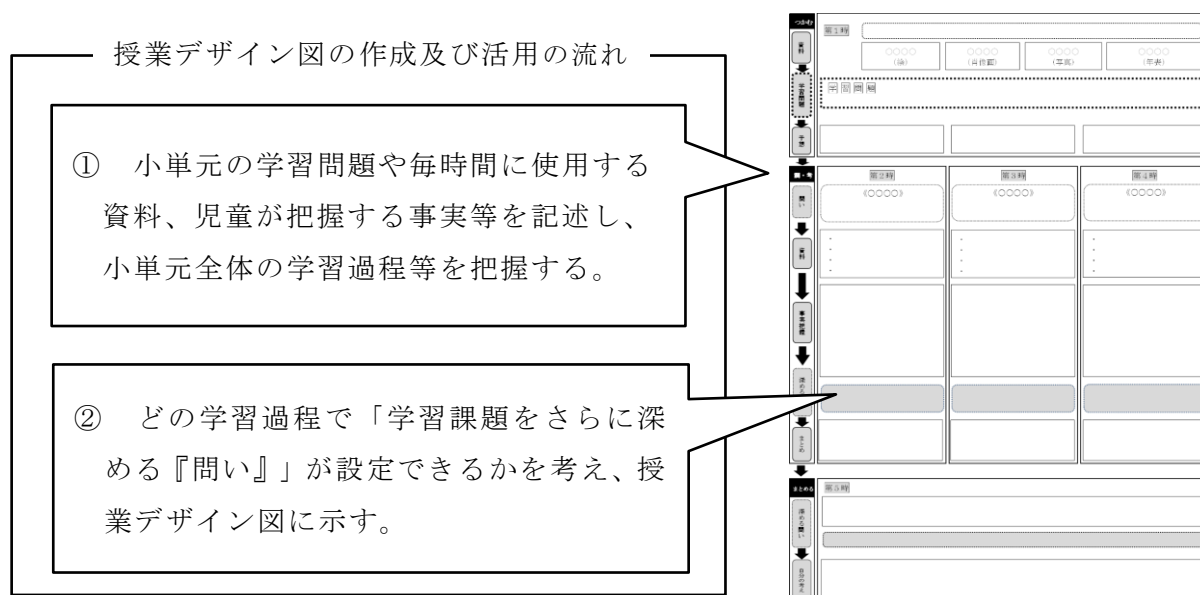 授業デザイン図の作成及び活用の流れ
① 小単元の学習問題や毎時間に使用する
資料、児童が把握する事実等を記述し、
小単元全体の学習過程等を把握する。
② どの学習過程で「学習課題をさらに深
める『問い』」が設定できるかを考え、授
業デザイン図に示す。
つかむ
第1時
資料
○○○○
○○○○
○○○○
○○○○
(写真)
(年表)
学習問題
学習問題
予想
第2時
第3時
第4時
問い
《○○○○》
《○○○○》
《○○○○》
資料
事実把握
まとめ
まとめる
第5時
深める問い
自分の考え